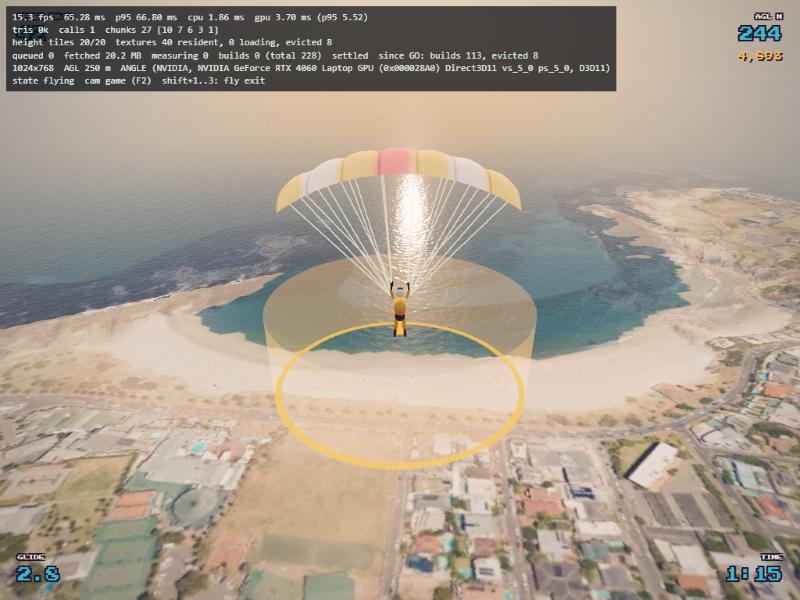 15.3 fps 65.28 ms p95 66.80 ms cpu 1.86 ms gpu 3.70 ms (p95 5.52)
tris 0k calls 1 chunks 27 [10 7 6 3 1]
height tiles 20/20 textures 40 resident, 0 loading, evicted 8
queued 0 fetched 20.2 MB measuring 0 builds 0 (total 228) settled since GO: builds 113, evicted 8
1024x768 AGL 250 m ANGLE (NVIDIA, NVIDIA GeForce RTX 4060 Laptop GPU (0x000028A0) Direct3D11 vs_5_0 ps_5_0, D3D11)
state flying cam game (F2) shift+1..3: fly exit
AGL M
244
4,893
GLIDE
2.8
TIME
1:15